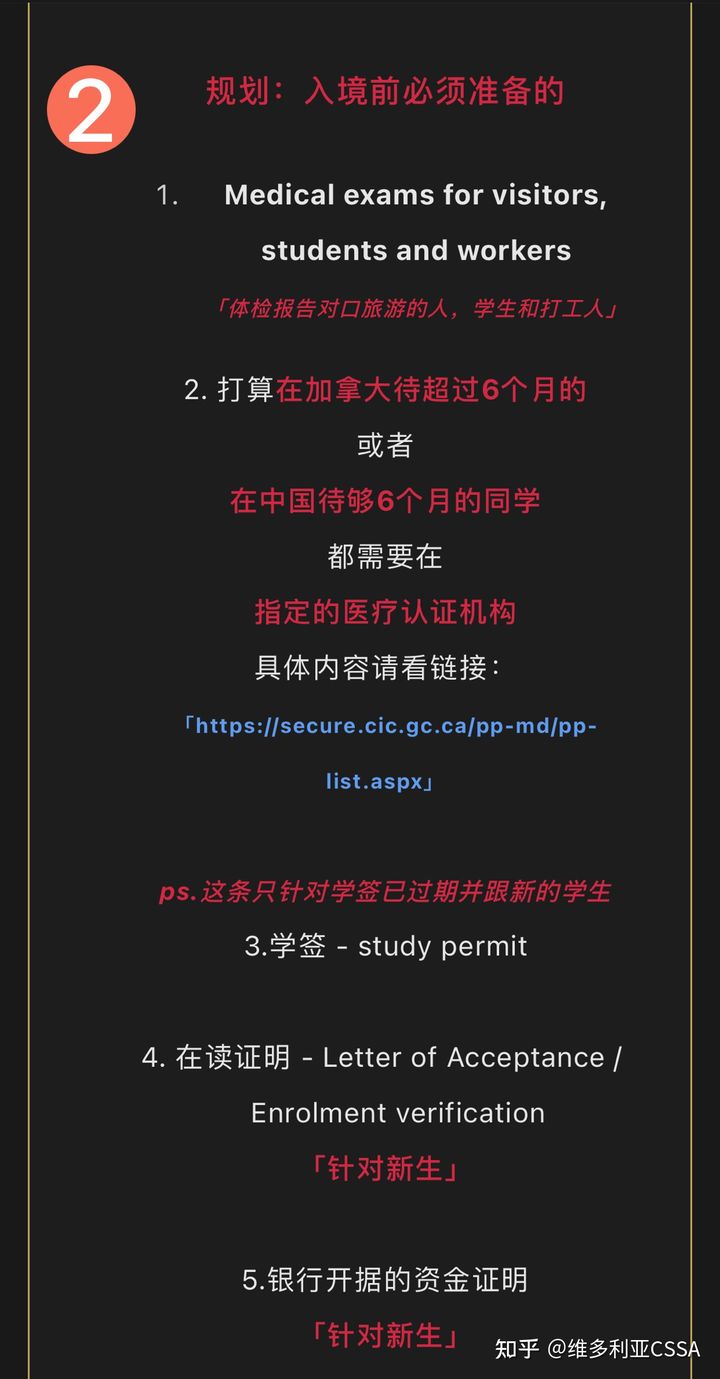 2
规划：入境前必须准备的
1. Medical exams for visitors,
students and workers
「体检报告对口旅游的人，学生和打工人」
2. 打算在加拿大待超过6个月的
或者
在中国待够6个月的同学
都需要在
指定的医疗认证机构
具体内容请看链接：
「https://secure.cic.gc.ca/pp-md/pp-
list.aspx」
ps.这条只针对学签已过期并跟新的学生
3.学签 - study permit
4. 在读证明 - Letter of Acceptance /
Enrolment verification
「针对新生」
5.银行开据的资金证明
「针对新生」
知乎 @维多利亚CSSA